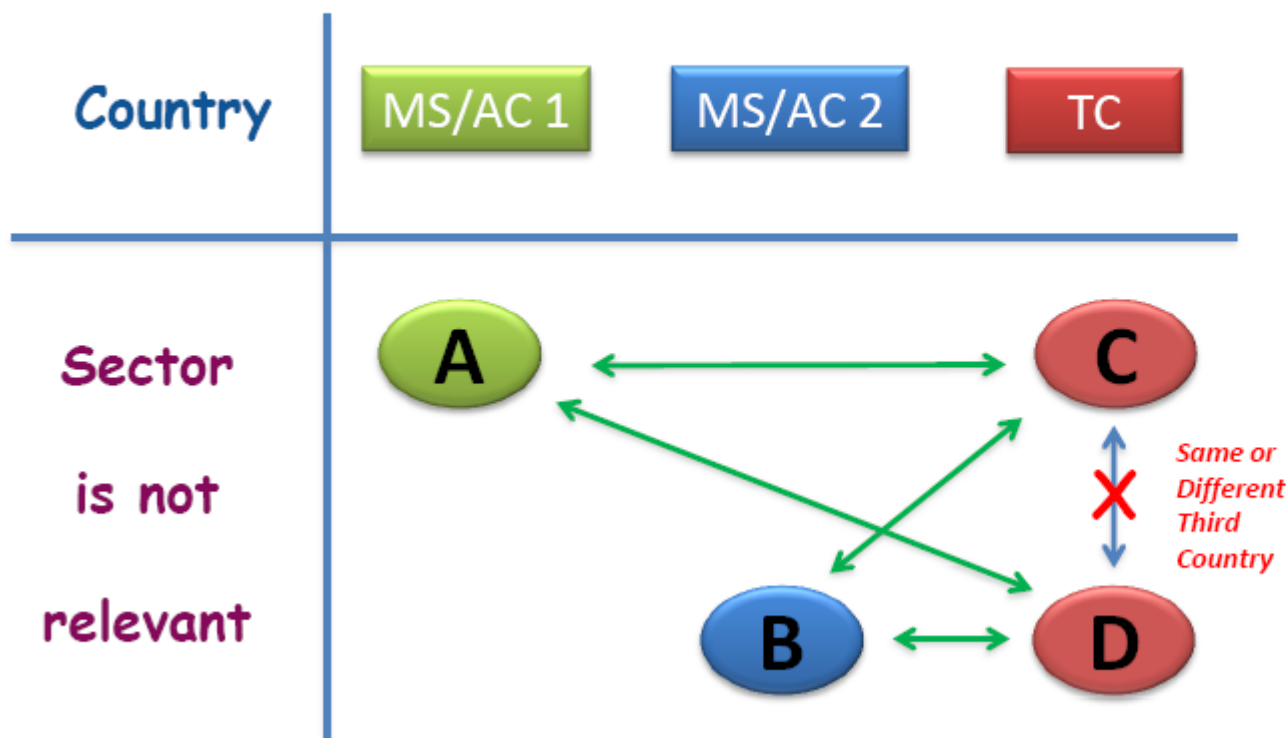 Country
MS/AC 1
MS/AC 2
TC
Sector
is not
relevant
A
C
Same or
Different
Third
Country
B
D